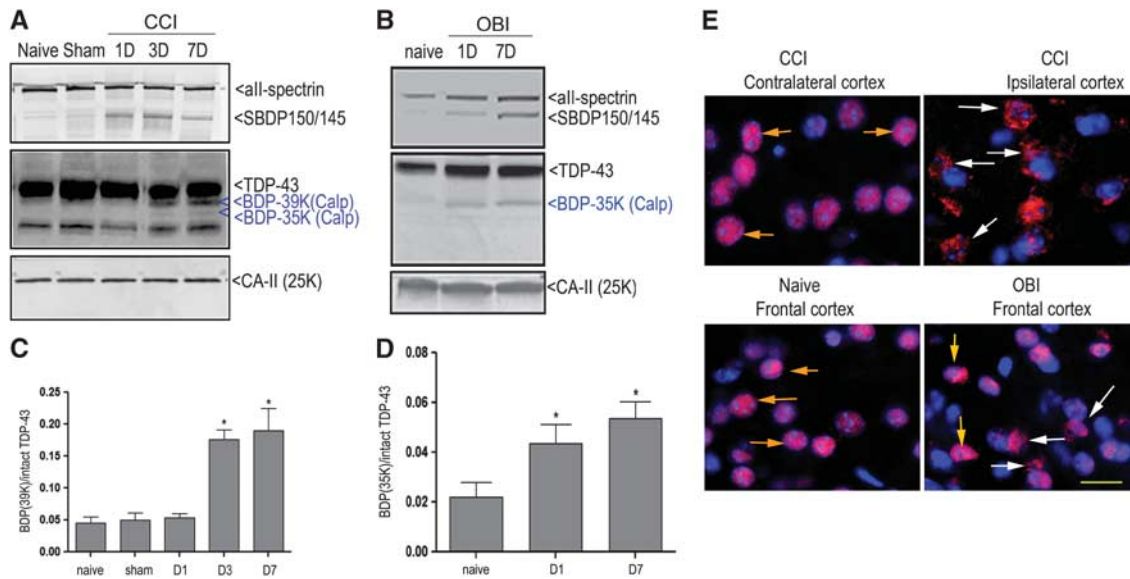 A
CCI
Naive Sham 1D 3D 7D
<aII-spectrin
<SBDP150/145
<TDP-43
<BDP-39K(Calp)
<BDP-35K (Calp)
<CA-II (25K)
B
OBI
naive 1D 7D
<aII-spectrin
<SBDP150/145
<TDP-43
<BDP-35K (Calp)
<CA-II (25K)
C
BDP(39K)/intact TDP-43
0.25
0.20
0.15
0.10
0.05
0.00
* *
naive sham D1 D3 D7
D
BDP(35K)/intact TDP-43
0.08
0.06
0.04
0.02
0.00
* *
naive D1 D7
E
CCI
Contralateral cortex
CCI
Ipsilateral cortex
Naive
Frontal cortex
OBI
Frontal cortex